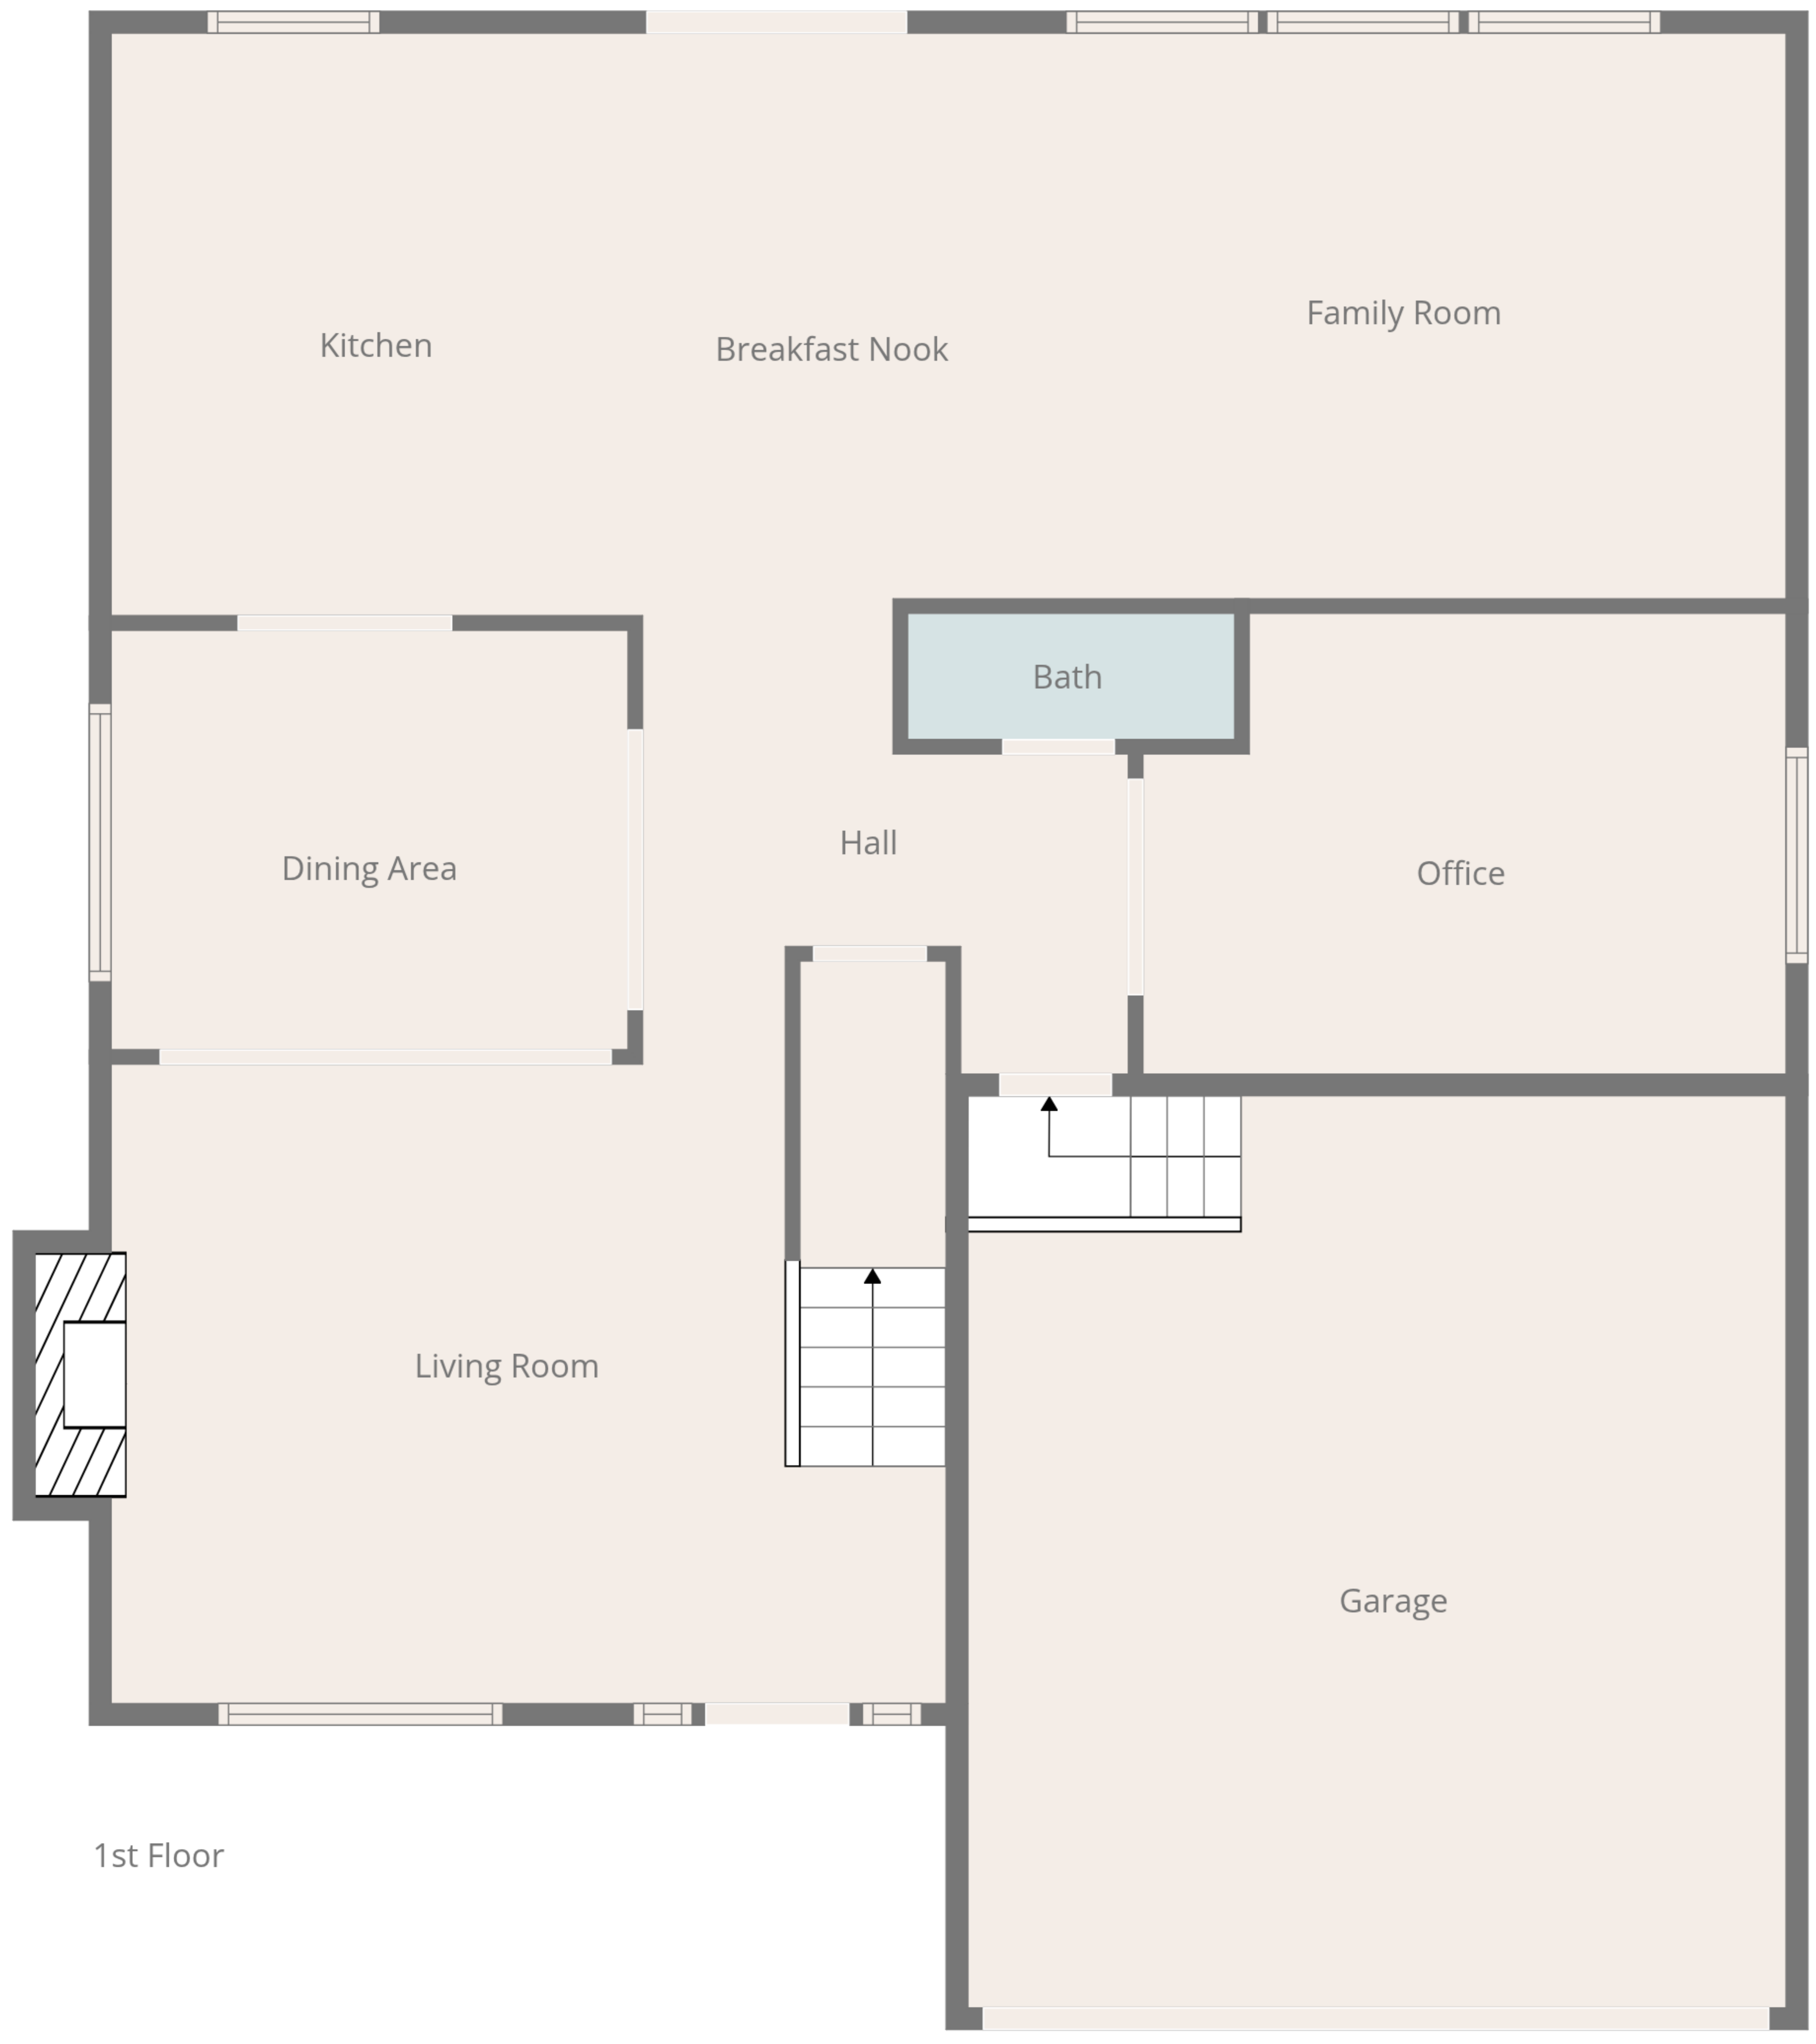 Family Room
Kitchen
Breakfast Nook
Bath
Hall
Dining Area
Office
Living Room
Garage
1st Floor